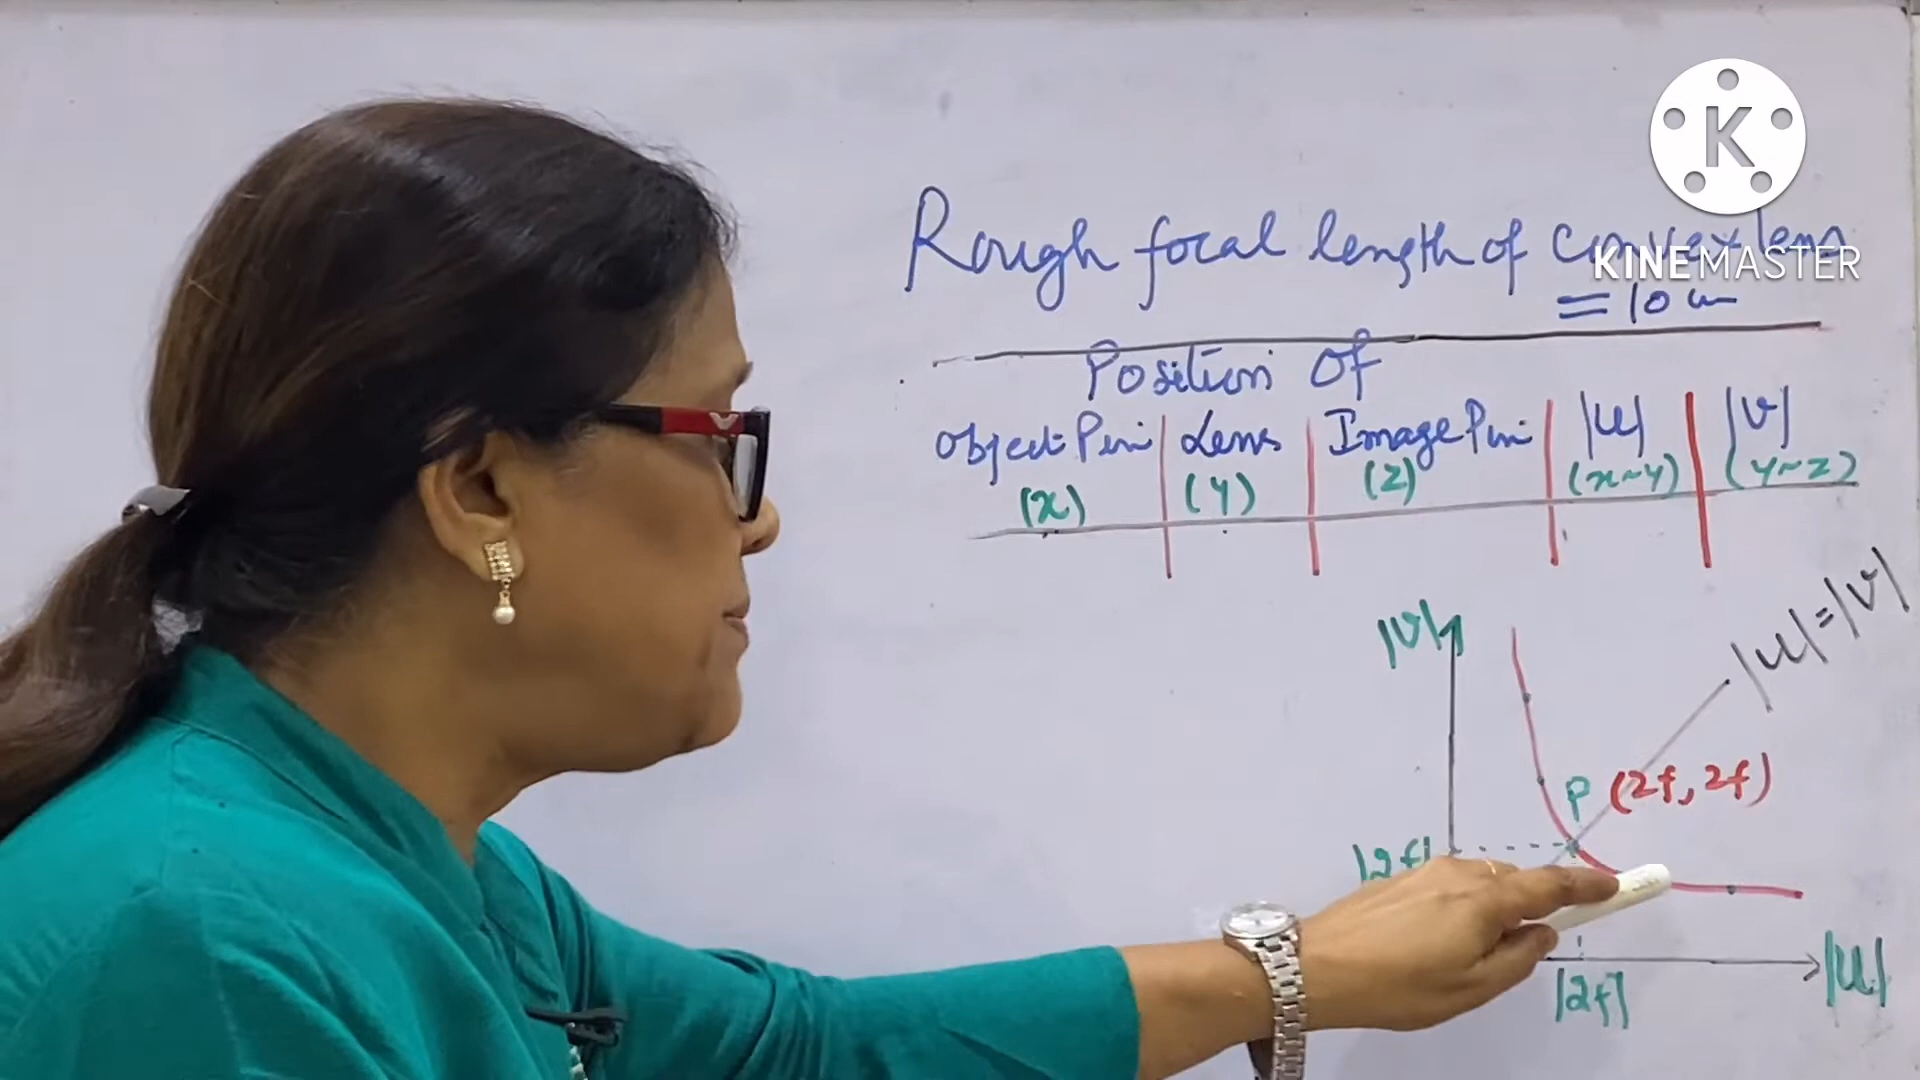 K
KINEMASTER
Rough focal length of convex lens
= 10 cm
Position Of
Object Pin | Lens | Image Pin | |u| | |v|
(x) (y) (z) (x~y) (y~z)
|v|
|u|=|v|
P (2f, 2f)
|2f|
|2f|
|u|